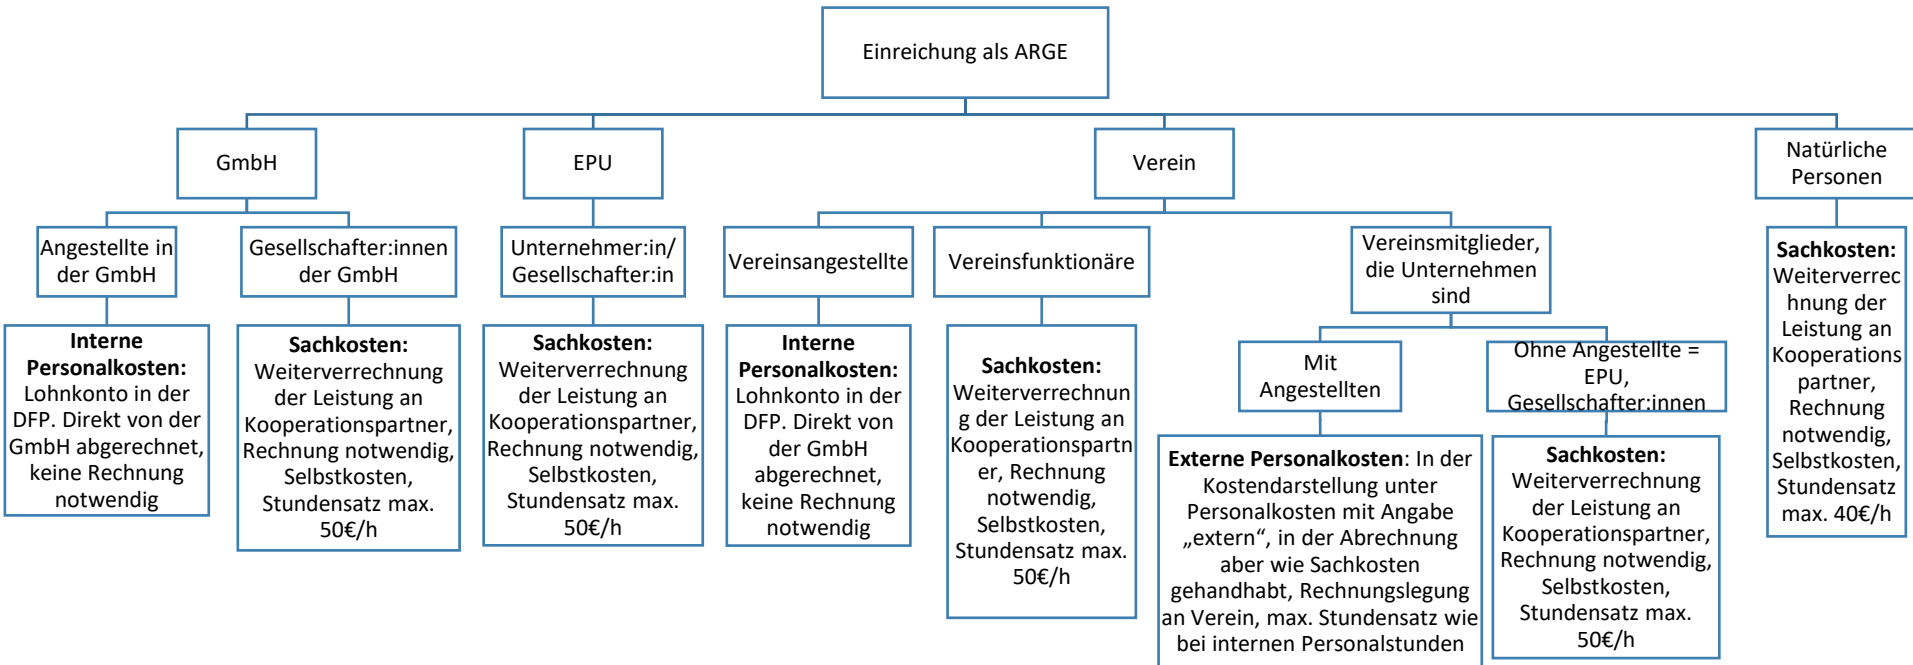 Einreichung als ARGE
GmbH
EPU
Verein
Natürliche
Personen
Angestellte in
der GmbH
Gesellschafter:innen
der GmbH
Unternehmer:in/
Gesellschafter:in
Vereinsangestellte
Vereinsfunktionäre
Vereinsmitglieder,
die Unternehmen
sind
Mit
Angestellten
Ohne Angestellte =
EPU,
Gesellschafter:innen
Interne
Personalkosten:
Lohnkonto in der
DFP. Direkt von der
GmbH abgerechnet,
keine Rechnung
notwendig
Sachkosten:
Weiterverrechnung
der Leistung an
Kooperationspartner,
Rechnung notwendig,
Selbstkosten,
Stundensatz max.
50€/h
Sachkosten:
Weiterverrechnung
der Leistung an
Kooperationspartner,
Rechnung notwendig,
Selbstkosten,
Stundensatz max.
50€/h
Interne
Personalkosten:
Lohnkonto in der
DFP. Direkt von
der GmbH
abgerechnet,
keine Rechnung
notwendig
Sachkosten:
Weiterverrechnun
g der Leistung an
Kooperationspartn
er, Rechnung
notwendig,
Selbstkosten,
Stundensatz max.
50€/h
Externe Personalkosten: In der
Kostendarstellung unter
Personalkosten mit Angabe
„extern“, in der Abrechnung
aber wie Sachkosten
gehandhabt, Rechnungslegung
an Verein, max. Stundensatz wie
bei internen Personalstunden
Sachkosten:
Weiterverrechnung
der Leistung an
Kooperationspartner,
Rechnung notwendig,
Selbstkosten,
Stundensatz max.
50€/h
Sachkosten:
Weiterverrec
hnung der
Leistung an
Kooperations
partner,
Rechnung
notwendig,
Selbstkosten,
Stundensatz
max. 40€/h